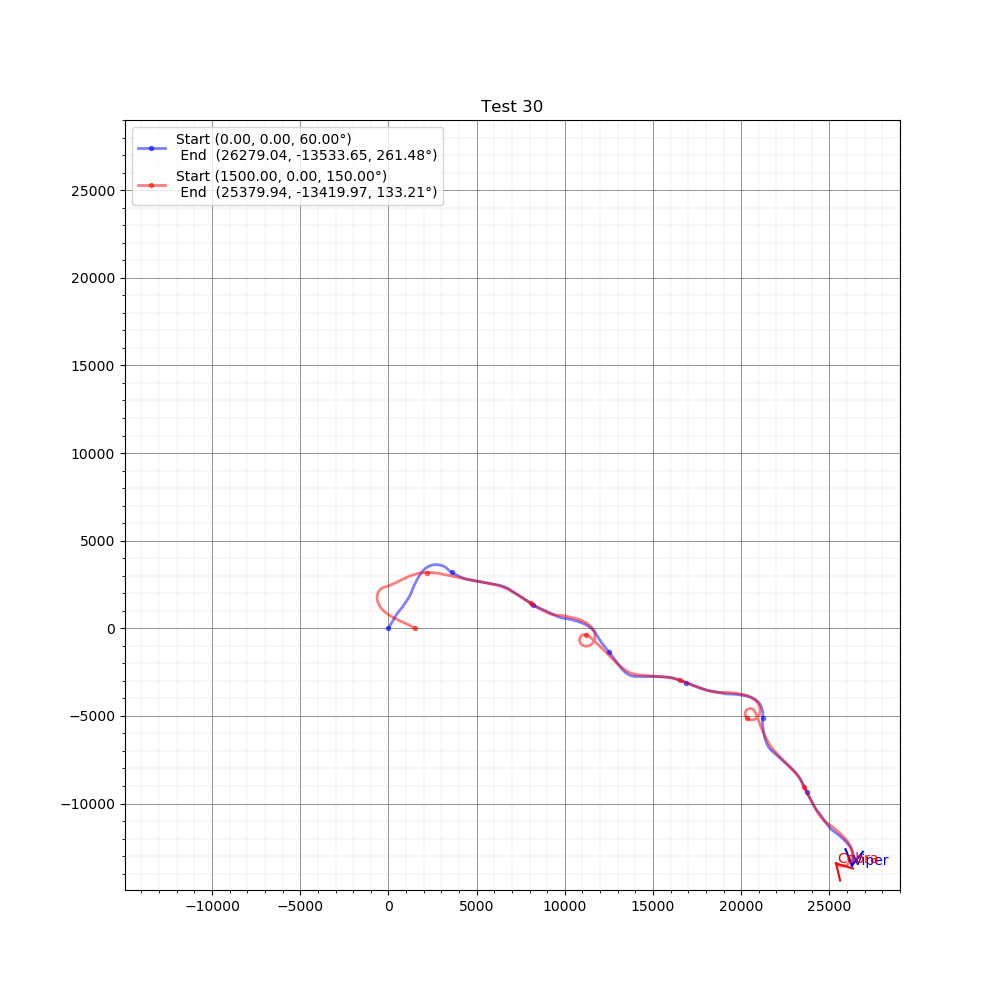 Test 30
Start (0.00, 0.00, 60.00°)
End (26279.04, -13533.65, 261.48°)
Start (1500.00, 0.00, 150.00°)
End (25379.94, -13419.97, 133.21°)
25000
20000
15000
10000
5000
0
−5000
−10000
Cobra
Viper
−10000 −5000 0 5000 10000 15000 20000 25000